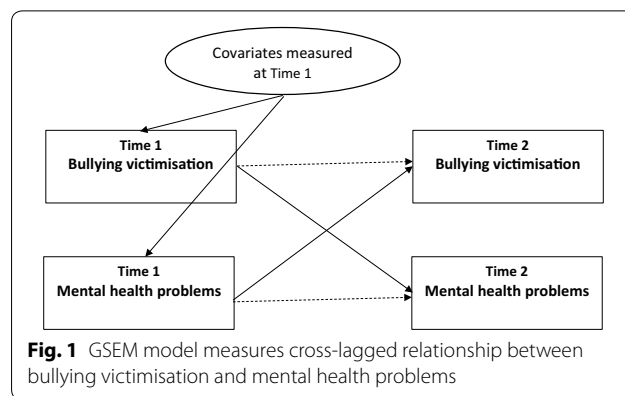 Covariates measured
at Time 1
Time 1
Bullying victimisation
Time 2
Bullying victimisation
Time 1
Mental health problems
Time 2
Mental health problems
Fig. 1 GSEM model measures cross-lagged relationship between
bullying victimisation and mental health problems